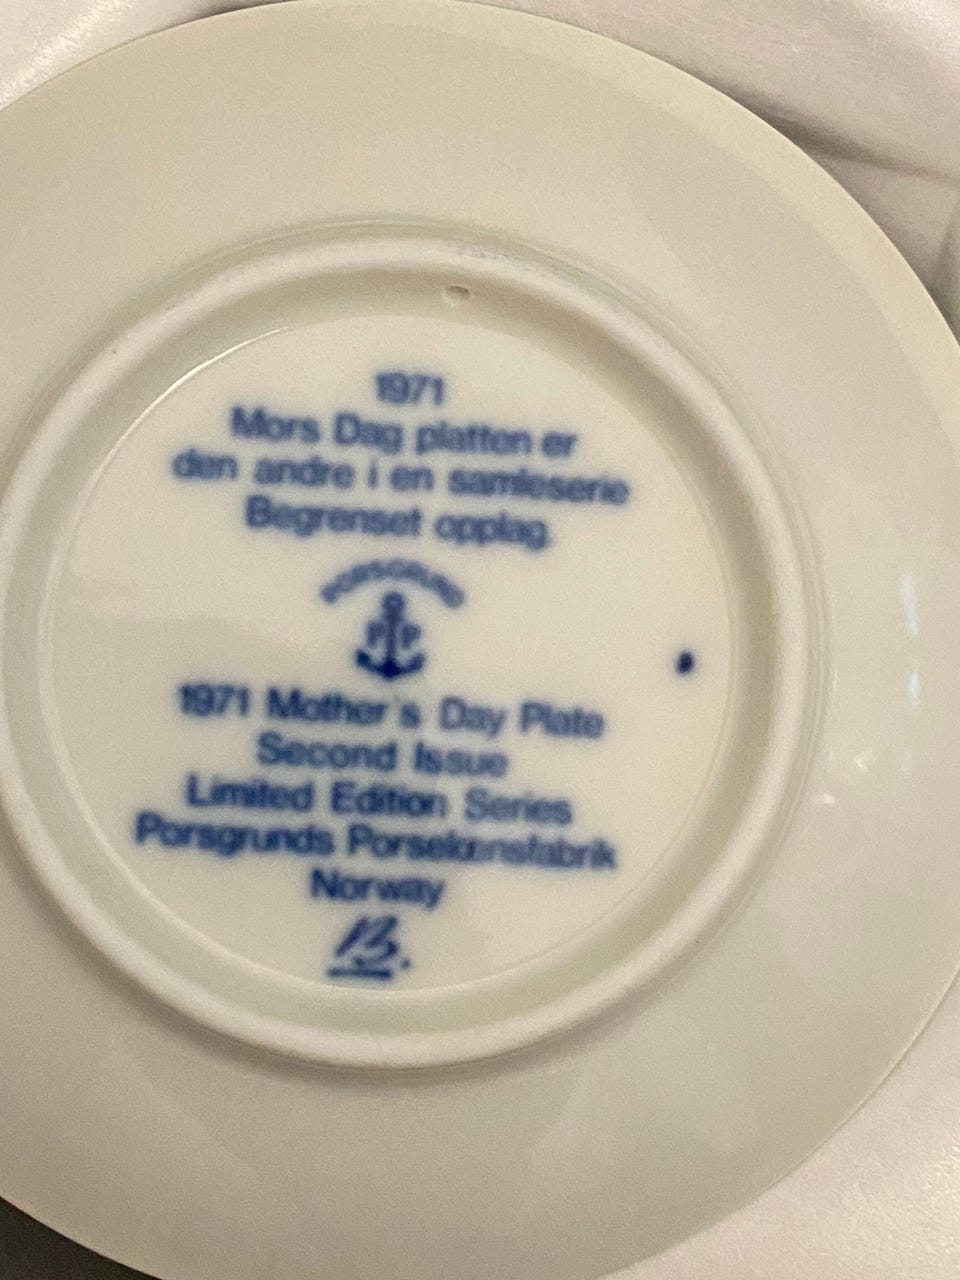 1971
Mors Dag platten er
den andre i en samleserie
Begrenset opplag.
PORSGRUND
P P
1971 Mother's Day Plate
Second Issue
Limited Edition Series
Porsgrunds Porselænsfabrik
Norway
B.